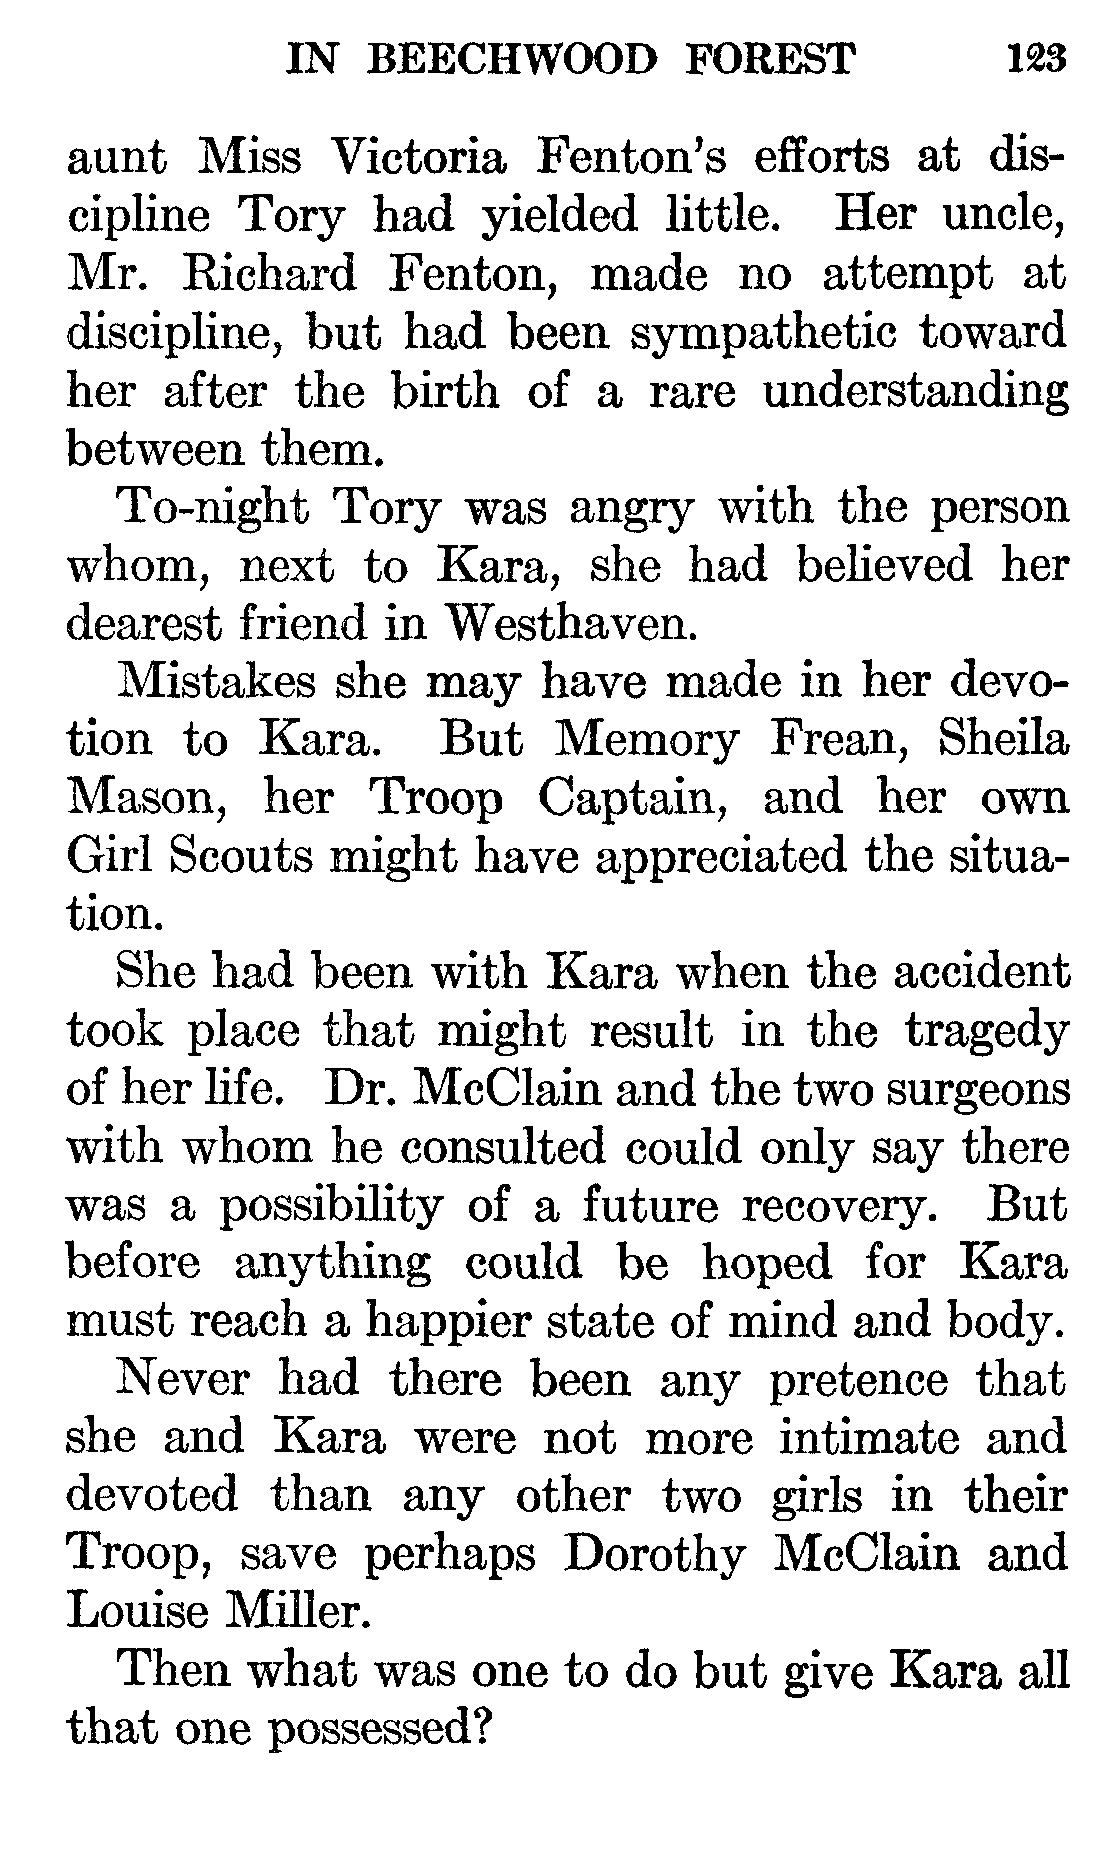 IN BEECHWOOD FOREST 123
aunt Miss Victoria Fenton's efforts at dis-
cipline Tory had yielded little. Her uncle,
Mr. Richard Fenton, made no attempt at
discipline, but had been sympathetic toward
her after the birth of a rare understanding
between them.
To-night Tory was angry with the person
whom, next to Kara, she had believed her
dearest friend in Westhaven.
Mistakes she may have made in her devo-
tion to Kara. But Memory Frean, Sheila
Mason, her Troop Captain, and her own
Girl Scouts might have appreciated the situa-
tion.
She had been with Kara when the accident
took place that might result in the tragedy
of her life. Dr. McClain and the two surgeons
with whom he consulted could only say there
was a possibility of a future recovery. But
before anything could be hoped for Kara
must reach a happier state of mind and body.
Never had there been any pretence that
she and Kara were not more intimate and
devoted than any other two girls in their
Troop, save perhaps Dorothy McClain and
Louise Miller.
Then what was one to do but give Kara all
that one possessed?